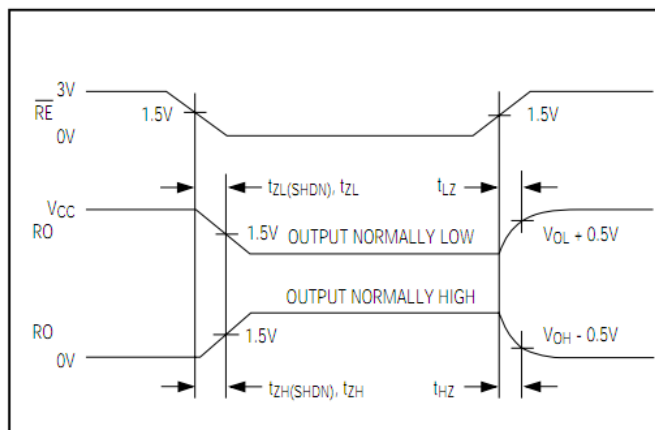 3V
RE
1.5V
1.5V
0V
tZL(SHDN), tZL
tLZ
VCC
RO
1.5V
OUTPUT NORMALLY LOW
VOL + 0.5V
OUTPUT NORMALLY HIGH
RO
1.5V
VOH - 0.5V
0V
tZH(SHDN), tZH
tHZ